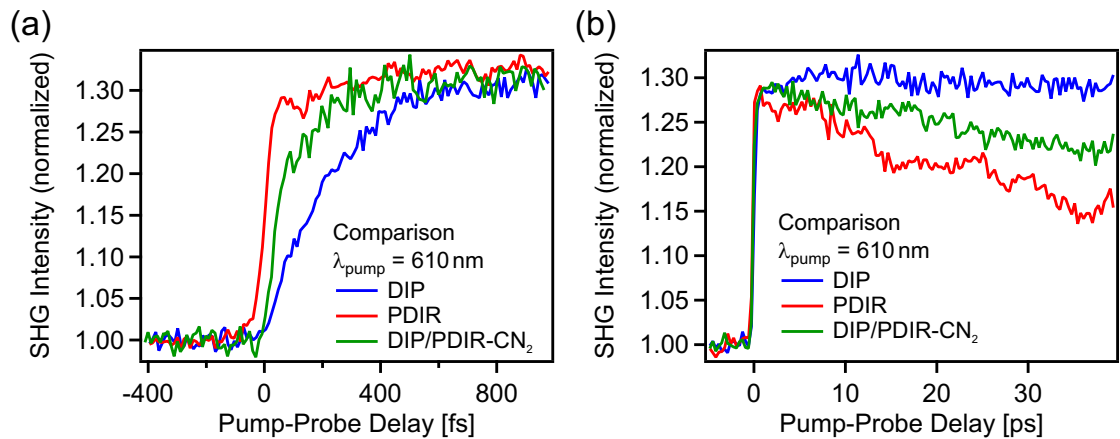 (a)
SHG Intensity (normalized)
1.30
1.25
1.20
1.15
1.10
1.05
1.00
Comparison
λpump = 610 nm
DIP
PDIR
DIP/PDIR-CN2
-400
0
400
800
Pump-Probe Delay [fs]
(b)
SHG Intensity (normalized)
1.30
1.25
1.20
1.15
1.10
1.05
1.00
Comparison
λpump = 610 nm
DIP
PDIR
DIP/PDIR-CN2
0
10
20
30
Pump-Probe Delay [ps]